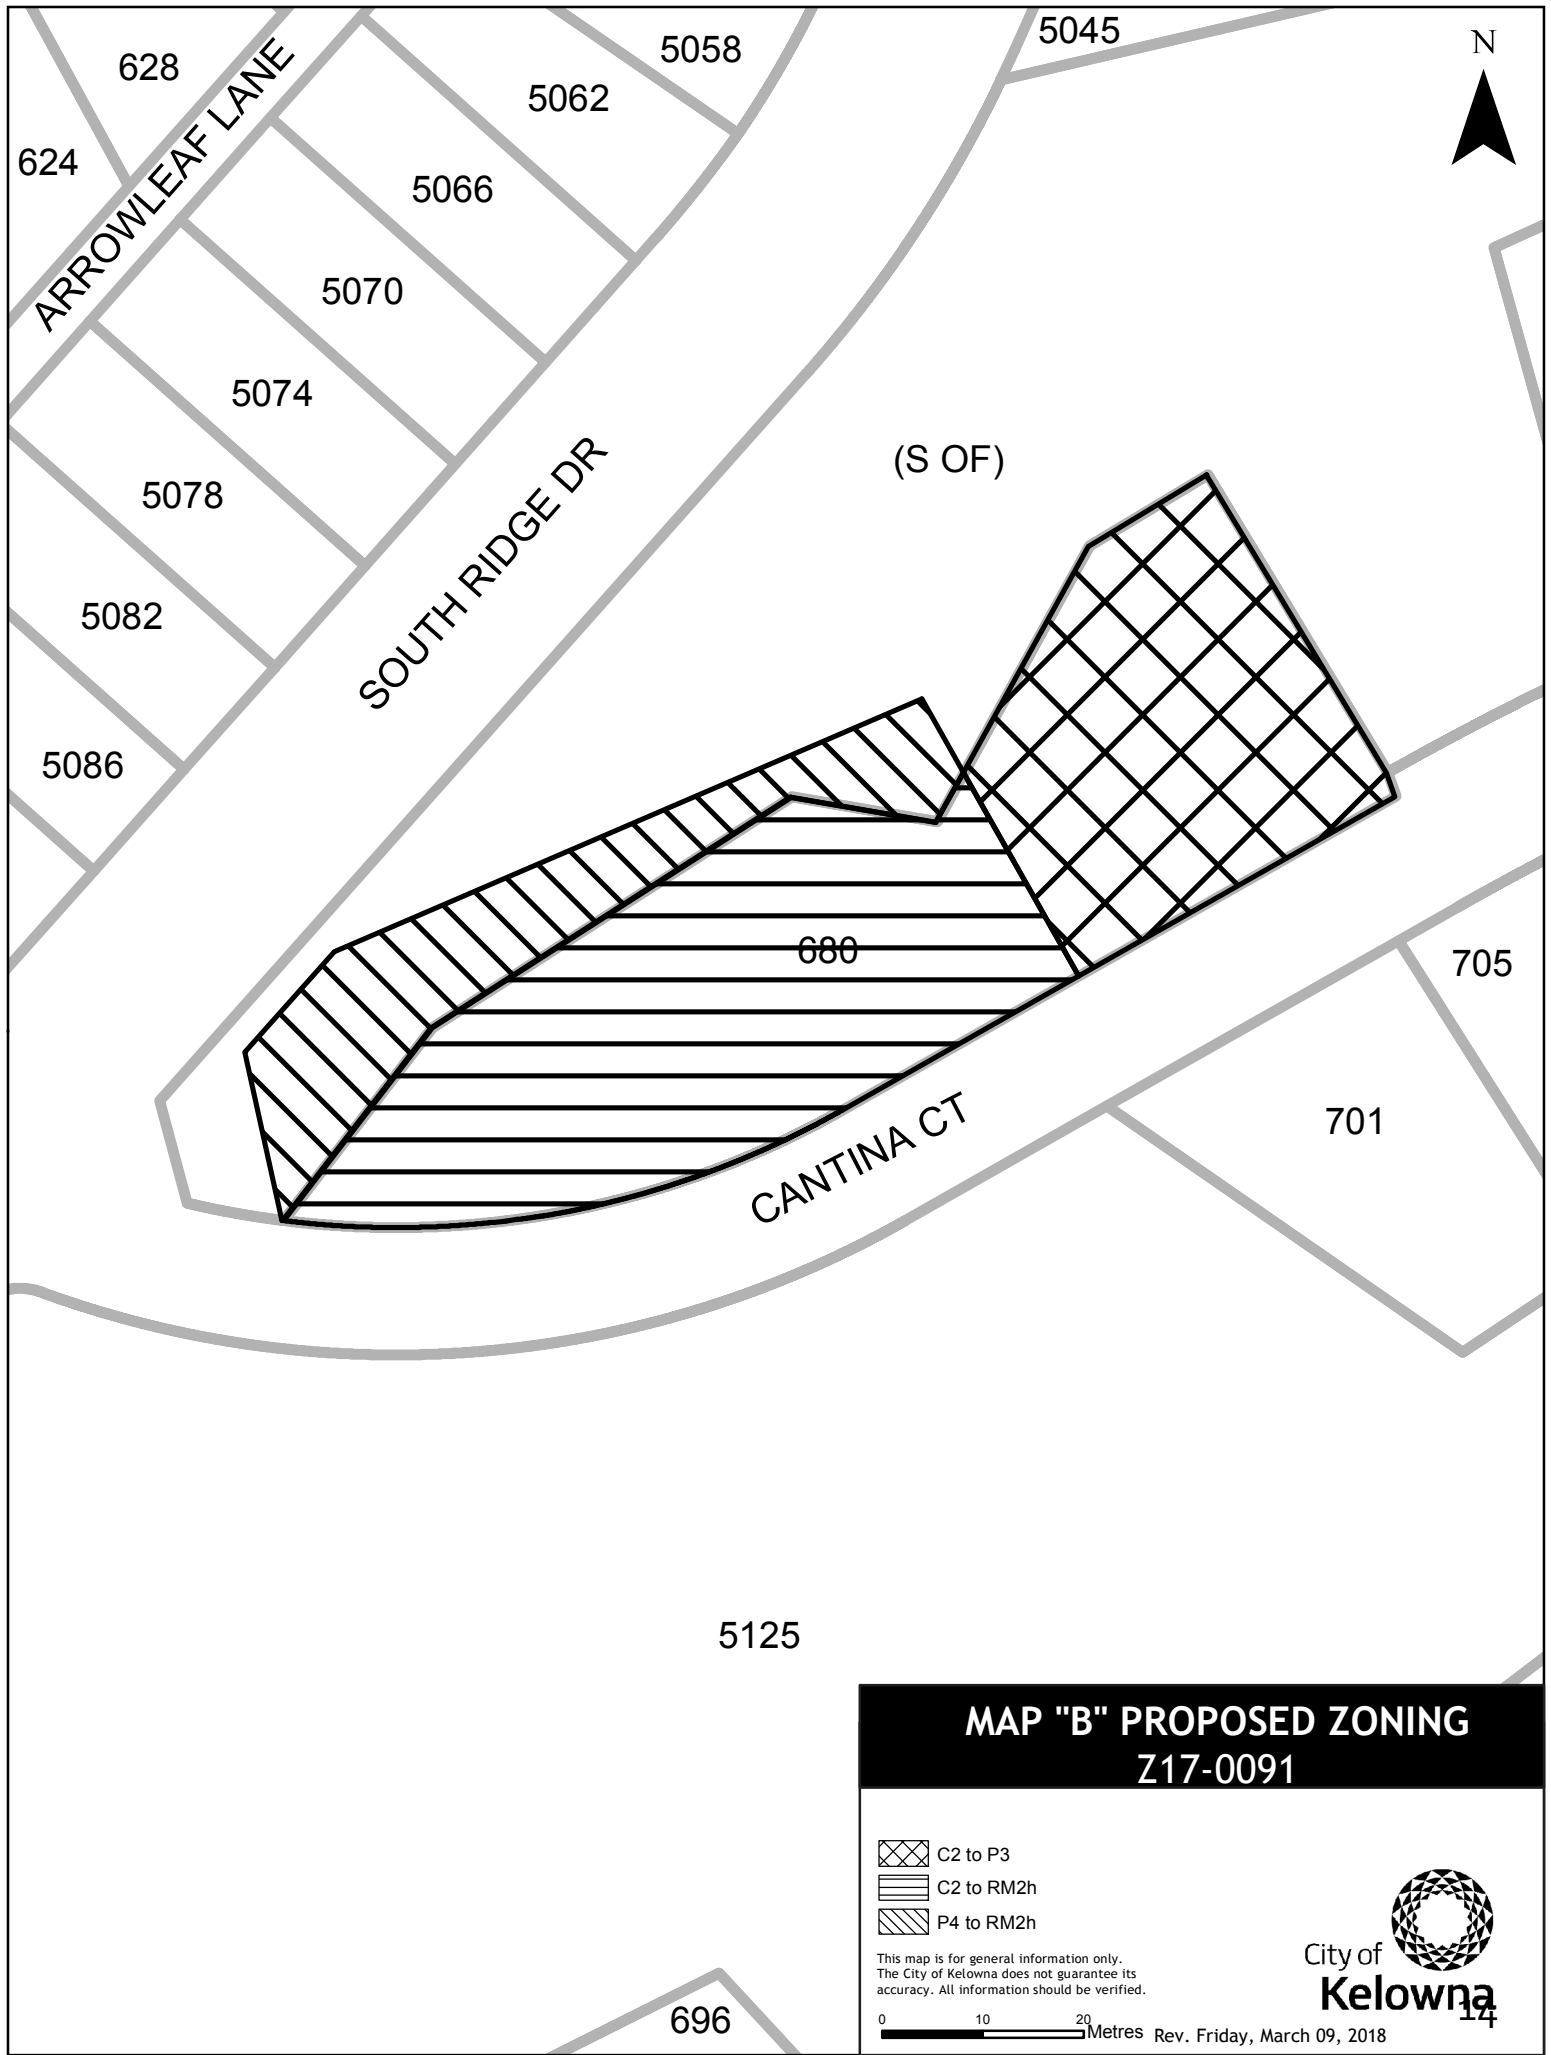 5045
N
5058
628
5062
624
ARROWLEAF LANE
5066
5070
5074
(S OF)
5078
SOUTH RIDGE DR
5082
5086
680
705
701
CANTINA CT
5125
MAP "B" PROPOSED ZONING
Z17-0091
C2 to P3
C2 to RM2h
P4 to RM2h
This map is for general information only.
The City of Kelowna does not guarantee its
accuracy. All information should be verified.
City of
Kelowna
14
0 10 20
Metres
Rev. Friday, March 09, 2018
696